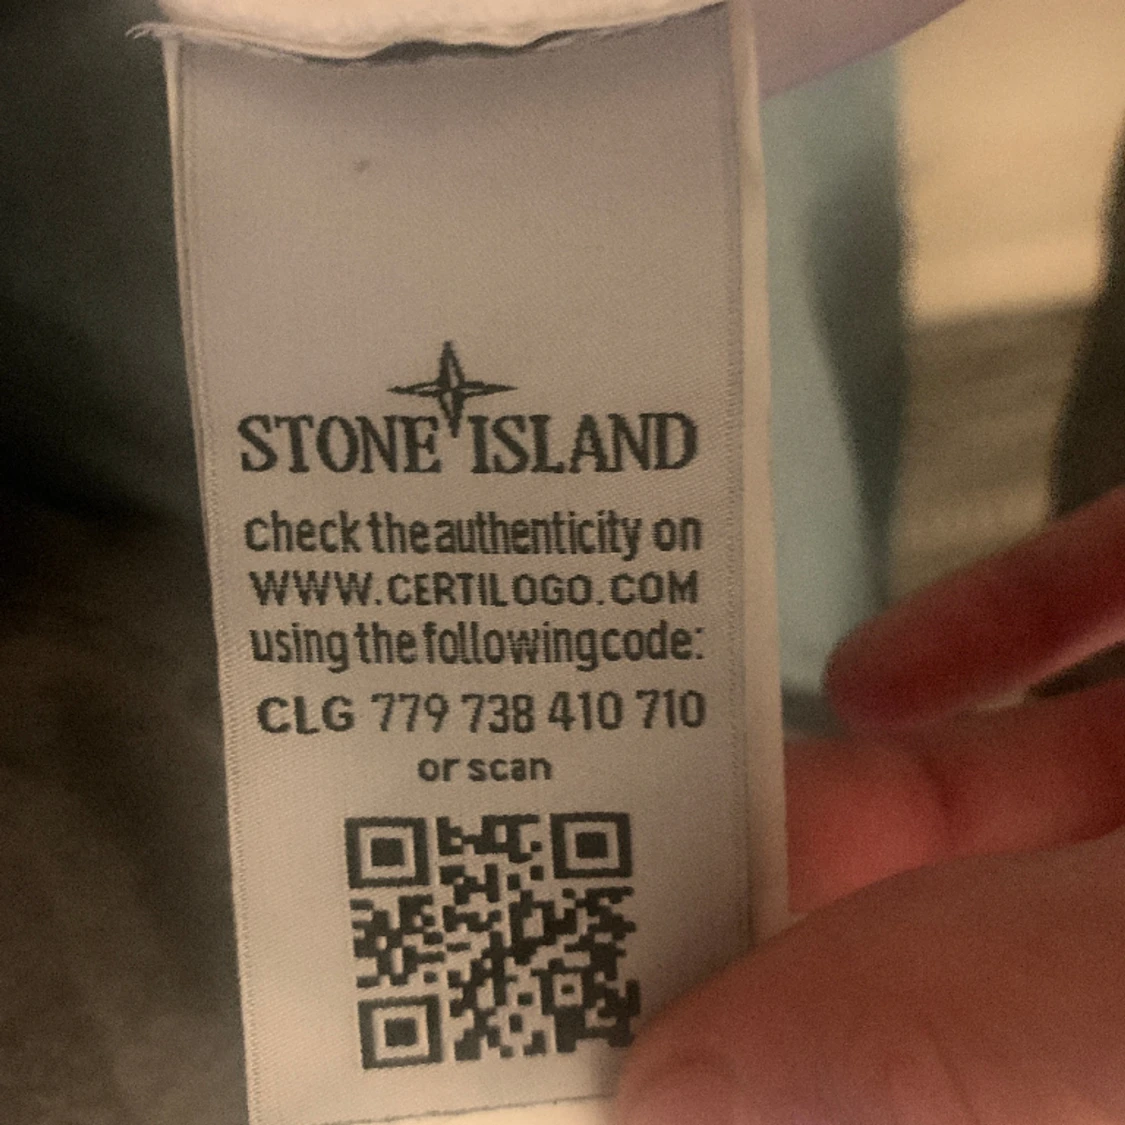 STONE ISLAND
check the authenticity on
WWW.CERTILOGO.COM
using the following code:
CLG 779 738 410 710
or scan